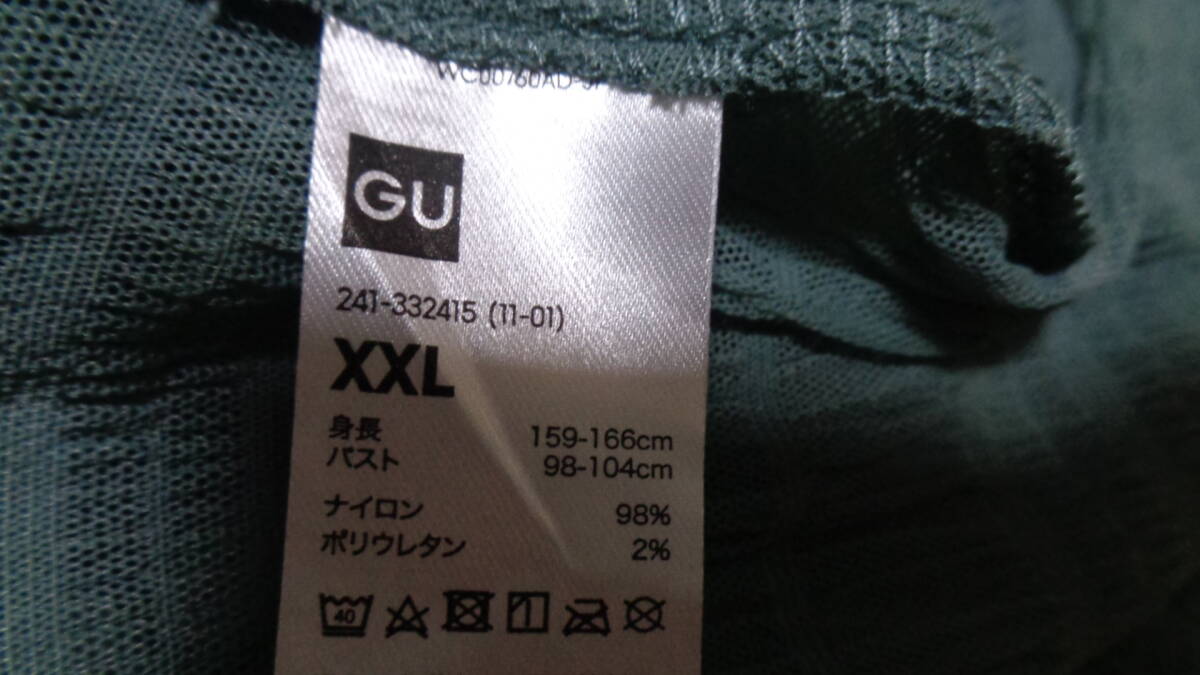 WC00760AD-
GU
241-332415 (11-01)
XXL
身長 159-166cm
バスト 98-104cm
ナイロン 98%
ポリウレタン 2%
40